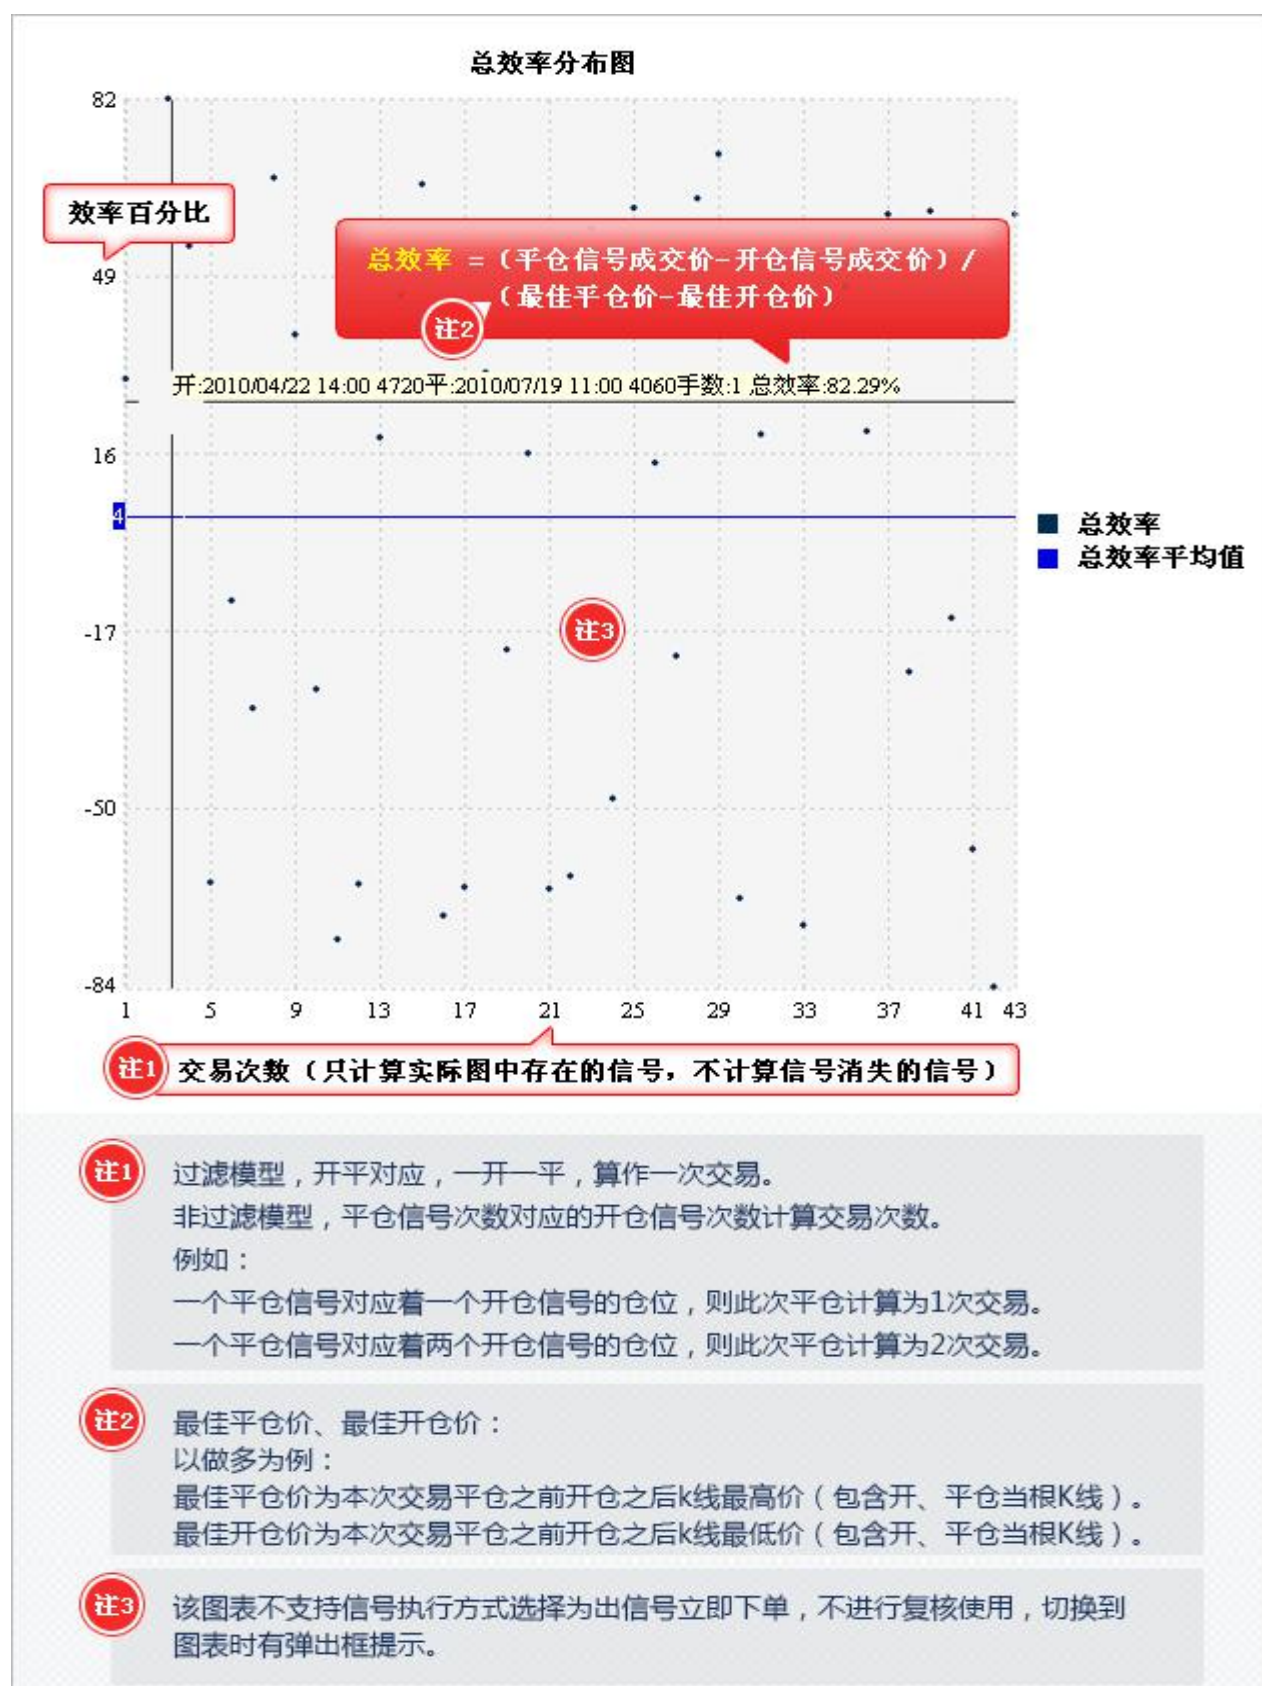 总效率分布图
82
效率百分比
49
总效率 =(平仓信号成交价-开仓信号成交价)/
(最佳平仓价-最佳开仓价)
注2
开:2010/04/22 14:00 4720平:2010/07/19 11:00 4060手数:1 总效率:82.29%
16
4
总效率
总效率平均值
-17
注3
-50
-84
1 5 9 13 17 21 25 29 33 37 41 43
注1 交易次数(只计算实际图中存在的信号,不计算信号消失的信号)
注1 过滤模型,开平对应,一开一平,算作一次交易。
非过滤模型,平仓信号次数对应的开仓信号次数计算交易次数。
例如:
一个平仓信号对应着一个开仓信号的仓位,则此次平仓计算为1次交易。
一个平仓信号对应着两个开仓信号的仓位,则此次平仓计算为2次交易。
注2 最佳平仓价、最佳开仓价:
以做多为例:
最佳平仓价为本次交易平仓之前开仓之后k线最高价(包含开、平仓当根K线)。
最佳开仓价为本次交易平仓之前开仓之后k线最低价(包含开、平仓当根K线)。
注3 该图表不支持信号执行方式选择为出信号立即下单,不进行复核使用,切换到
图表时有弹出框提示。